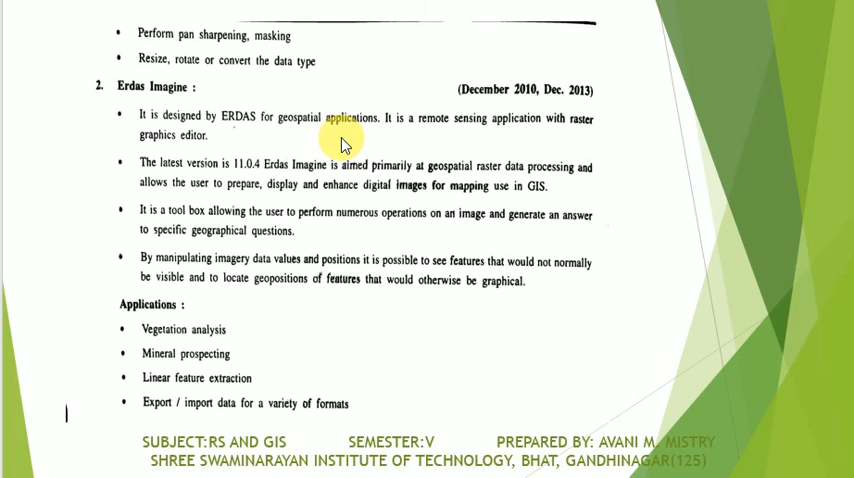 • Perform pan sharpening, masking
• Resize, rotate or convert the data type
2. Erdas Imagine : (December 2010, Dec. 2013)
• It is designed by ERDAS for geospatial applications. It is a remote sensing application with raster
graphics editor.
• The latest version is 11.0.4 Erdas Imagine is aimed primarily at geospatial raster data processing and
allows the user to prepare, display and enhance digital images for mapping use in GIS.
• It is a tool box allowing the user to perform numerous operations on an image and generate an answer
to specific geographical questions.
• By manipulating imagery data values and positions it is possible to see features that would not normally
be visible and to locate geopositions of features that would otherwise be graphical.
Applications :
• Vegetation analysis
• Mineral prospecting
• Linear feature extraction
• Export / import data for a variety of formats
SUBJECT:RS AND GIS SEMESTER:V PREPARED BY: AVANI M. MISTRY
SHREE SWAMINARAYAN INSTITUTE OF TECHNOLOGY, BHAT, GANDHINAGAR(125)